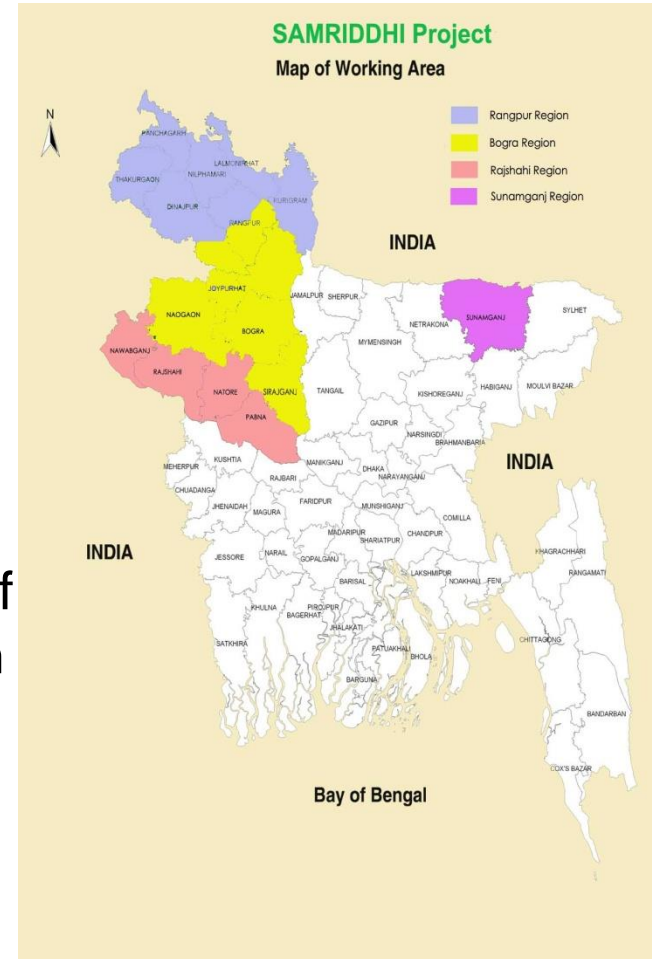 SAMRIDDHI Project
Map of Working Area
N
Rangpur Region
Bogra Region
Rajshahi Region
Sunamganj Region
PANCHAGARH
LALMONIRHAT
THAKURGAON
NILPHAMARI
DINAJPUR
KURIGRAM
RANGPUR
INDIA
JOYPURHAT
JAMALPUR
SHERPUR
NAOGAON
NETRAKONA
SUNAMGANJ
SYLHET
BOGRA
MYMENSINGH
NAWABGANJ
RAJSHAHI
NATORE
SIRAJGANJ
TANGAIL
KISHOREGANJ
HABIGANJ
MOULVI BAZAR
PABNA
GAZIPUR
NARSINGDI
BRAHMANBARIA
KUSHTIA
MEHERPUR
MANIKGANJ
DHAKA
INDIA
RAJBARI
NARAYANGANJ
CHUADANGA
JHENAIDAH
MAGURA
FARIDPUR
MUNSHIGANJ
COMILLA
MADARIPUR
CHANDPUR
SHARIATPUR
INDIA
JESSORE
NARAIL
GOPALGANJ
KHAGRACHHARI
RANGAMATI
BARISAL
LAKSHMIPUR
NOAKHALI
FENI
f
KHULNA
PIROJPUR
BAGERHAT
JHALAKATI
CHITTAGONG
SATKHIRA
PATUAKHALI
BHOLA
BARGUNA
BANDARBAN
COX'S BAZAR
Bay of Bengal